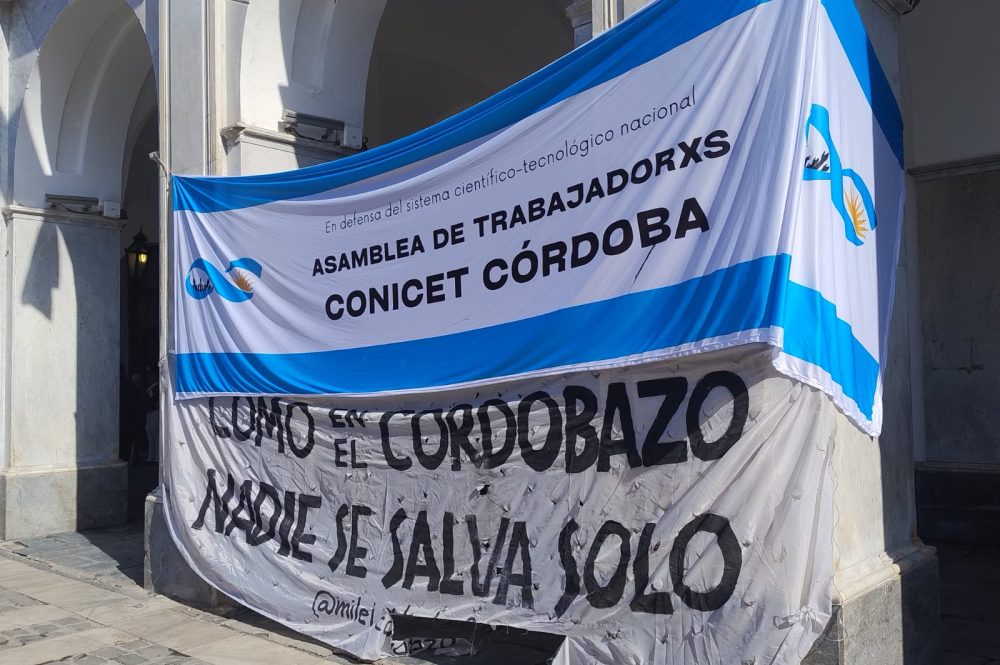 En defensa del sistema científico-tecnológico nacional
ASAMBLEA DE TRABAJADORXS
CONICET CÓRDOBA
COMO EN EL CORDOBAZO
NADIE SE SALVA SOLO